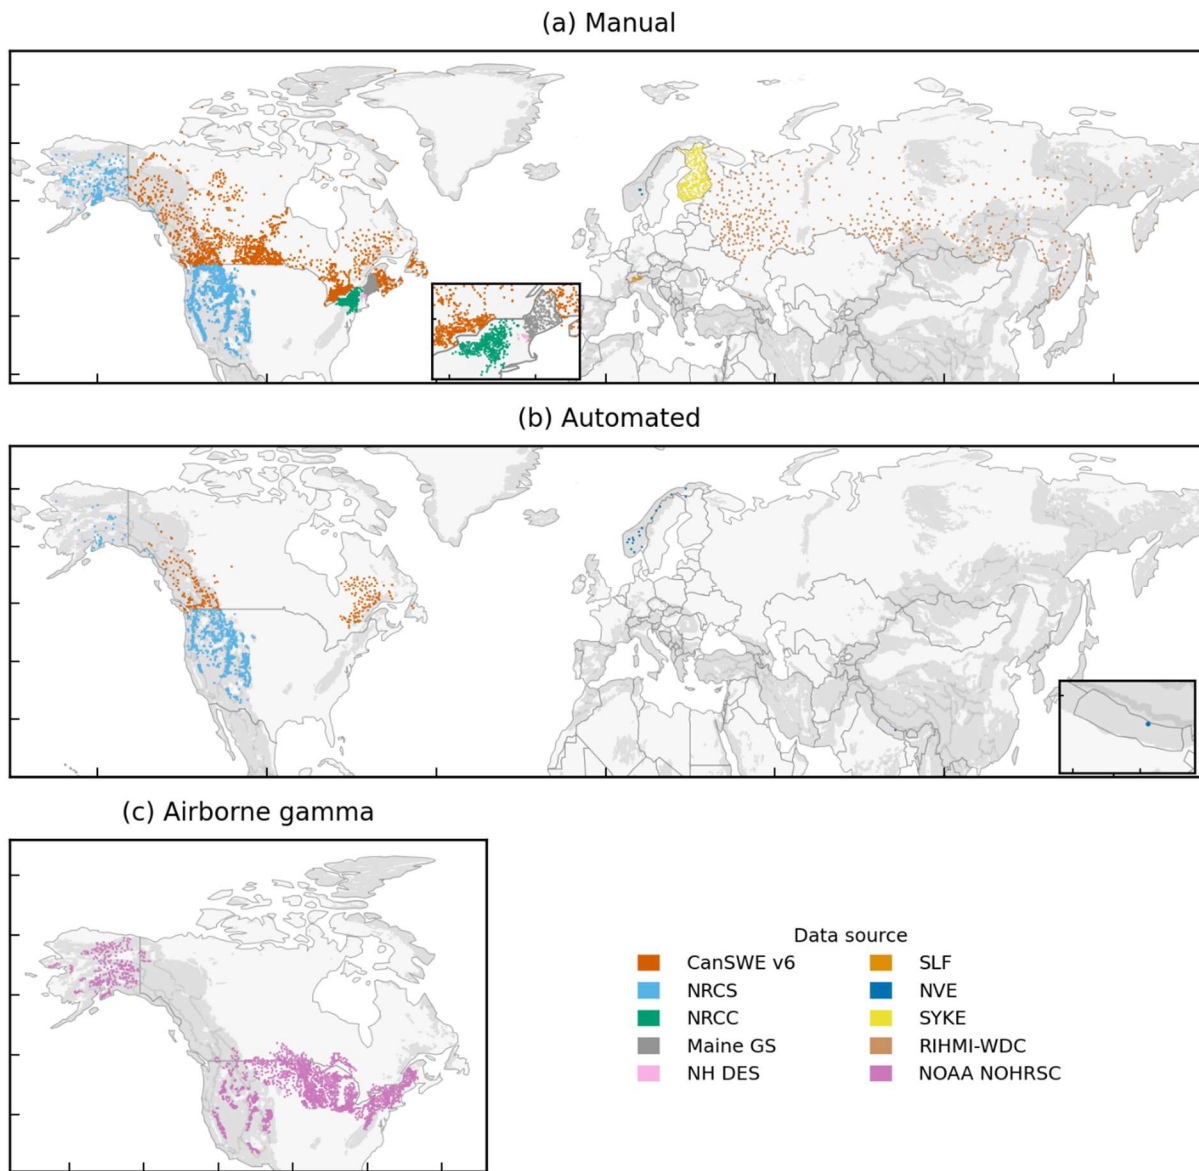 (a) Manual
(b) Automated
(c) Airborne gamma
Data source
CanSWE v6
NRCS
NRCC
Maine GS
NH DES
SLF
NVE
SYKE
RIHMI-WDC
NOAA NOHRSC